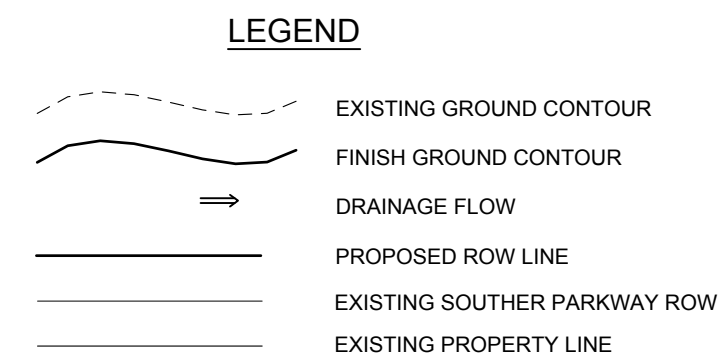 LEGEND
EXISTING GROUND CONTOUR
FINISH GROUND CONTOUR
DRAINAGE FLOW
PROPOSED ROW LINE
EXISTING SOUTHER PARKWAY ROW
EXISTING PROPERTY LINE